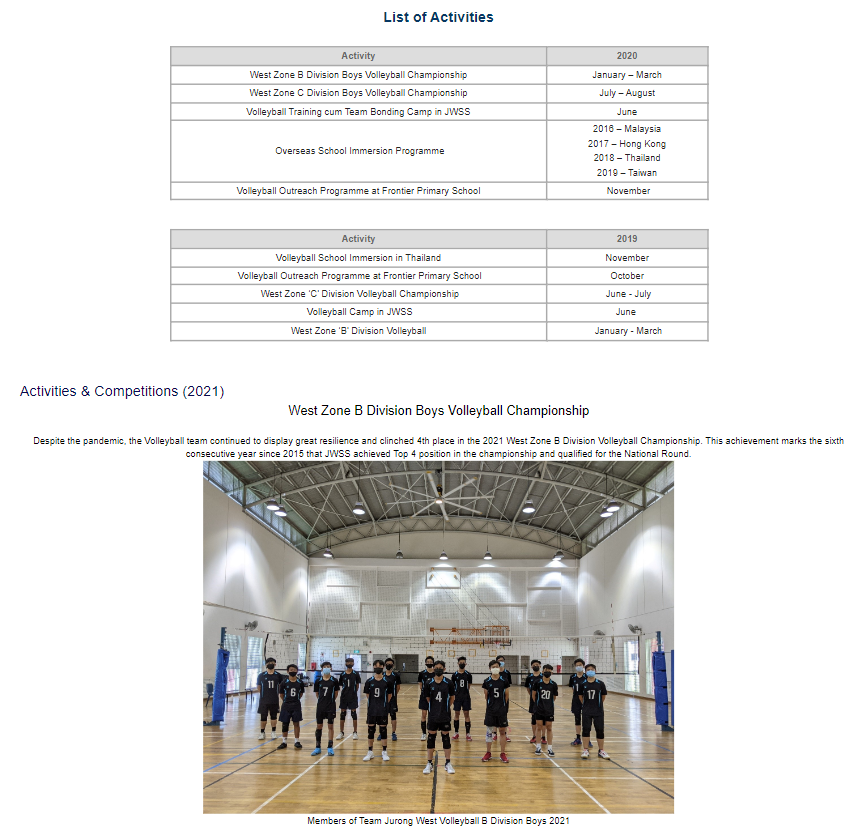 List of Activities
Activity 2020
West Zone B Division Boys Volleyball Championship January – March
West Zone C Division Boys Volleyball Championship July – August
Volleyball Training cum Team Bonding Camp in JWSS June
Overseas School Immersion Programme
2016 – Malaysia
2017 – Hong Kong
2018 – Thailand
2019 – Taiwan
Volleyball Outreach Programme at Frontier Primary School November
Activity 2019
Volleyball School Immersion in Thailand November
Volleyball Outreach Programme at Frontier Primary School October
West Zone 'C' Division Volleyball Championship June - July
Volleyball Camp in JWSS June
West Zone 'B' Division Volleyball January - March
Activities & Competitions (2021)
West Zone B Division Boys Volleyball Championship
Despite the pandemic, the Volleyball team continued to display great resilience and clinched 4th place in the 2021 West Zone B Division Volleyball Championship. This achievement marks the sixth
consecutive year since 2015 that JWSS achieved Top 4 position in the championship and qualified for the National Round.
11 6 7 1 9 4 8 5 20 17
Members of Team Jurong West Volleyball B Division Boys 2021